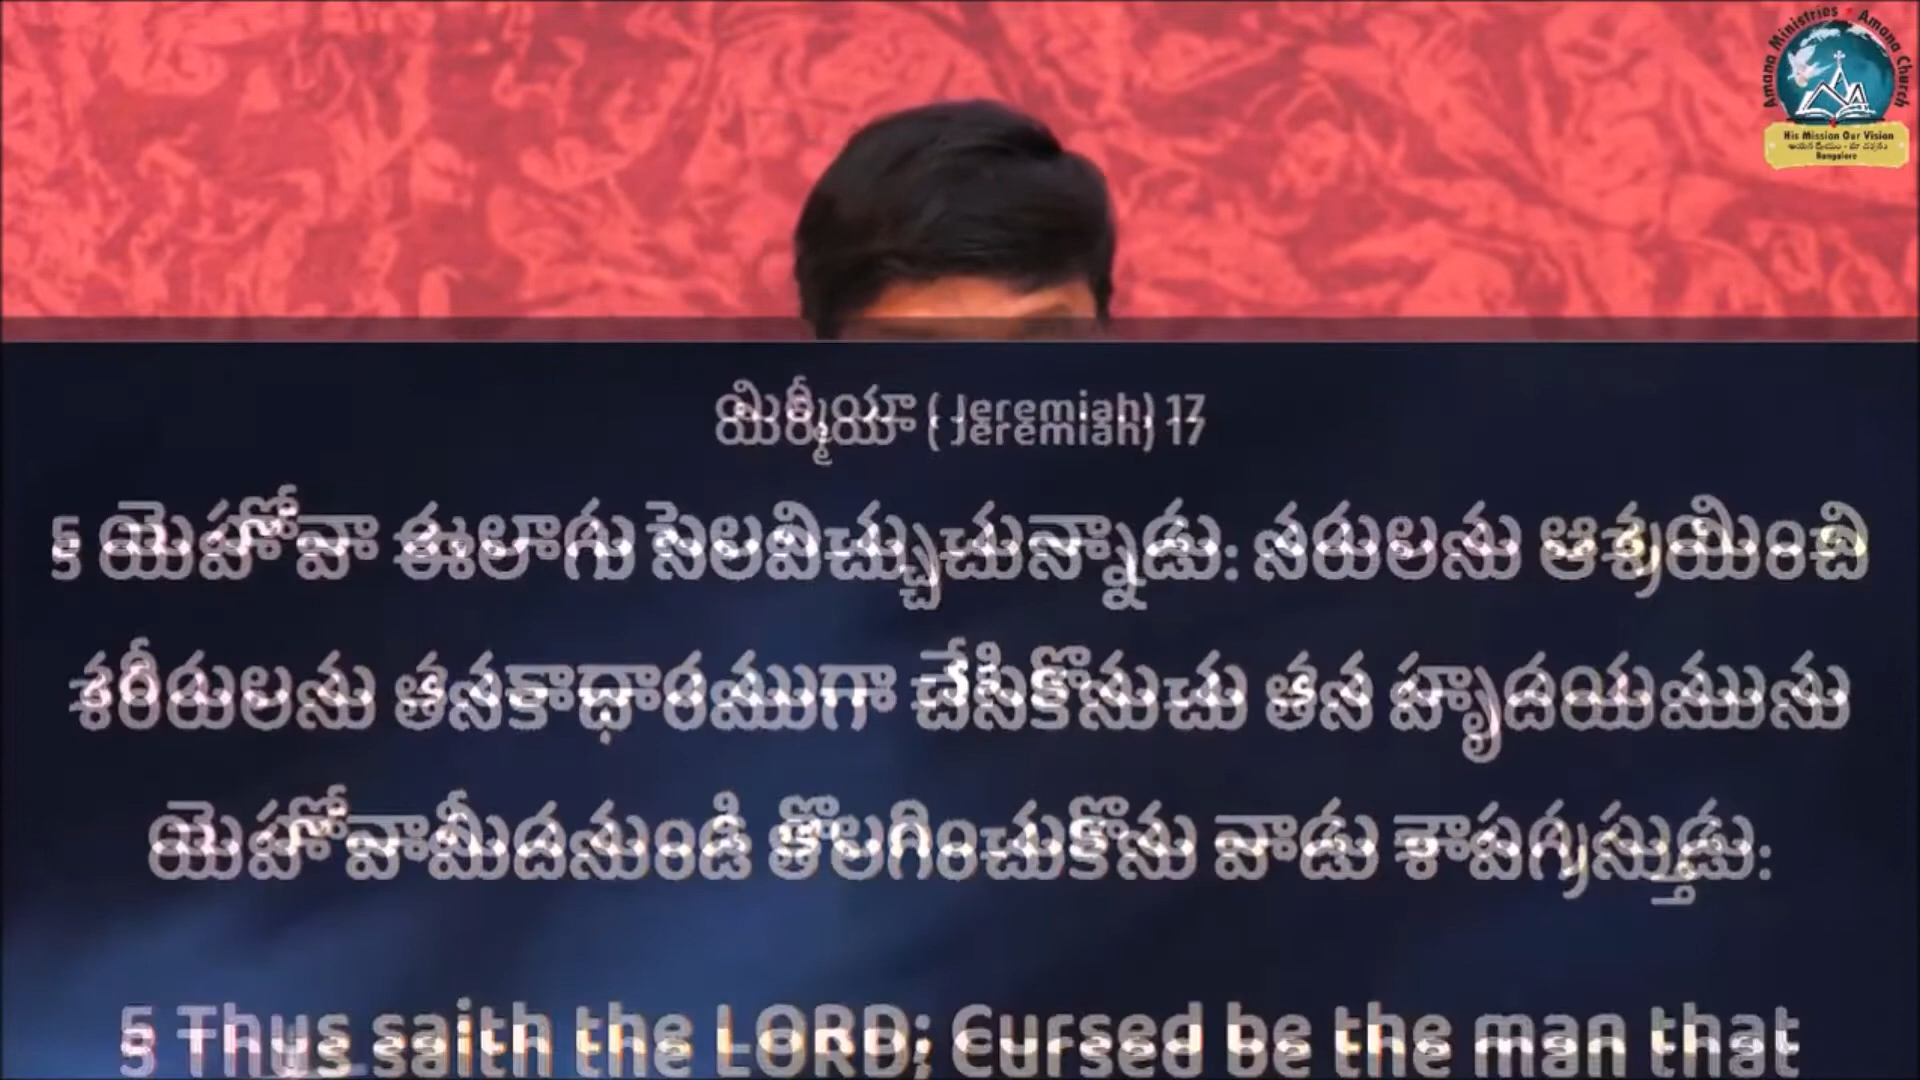 Amana Ministries * Amana Church
His Mission Our Vision
Bangalore
యిర్మీయా ( Jeremiah) 17
5 యెహోవా ఈలాగు సెలవిచ్చుచున్నాడు: నరులను ఆశ్రయించి
శరీరులను తనకాధారముగా చేసికొనుచు తన హృదయమును
యెహోవామీదనుండి తొలగించుకొను వాడు శాపగ్రస్తుడు:
5 Thus saith the LORD; Cursed be the man that